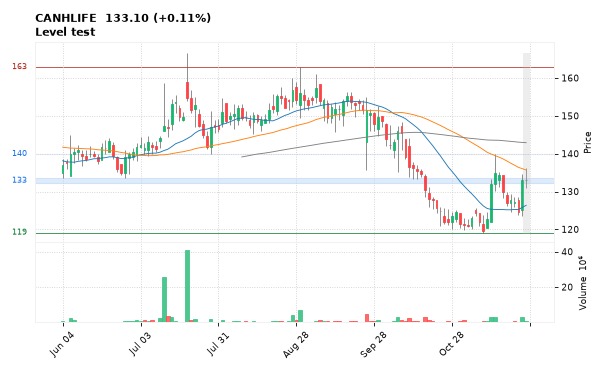 CANHLIFE 133.10 (+0.11%)
Level test
163
140
133
119
160
150
140
130
120
Price
40
20
Volume 10⁶
Jun 04
Jul 03
Jul 31
Aug 28
Sep 28
Oct 28